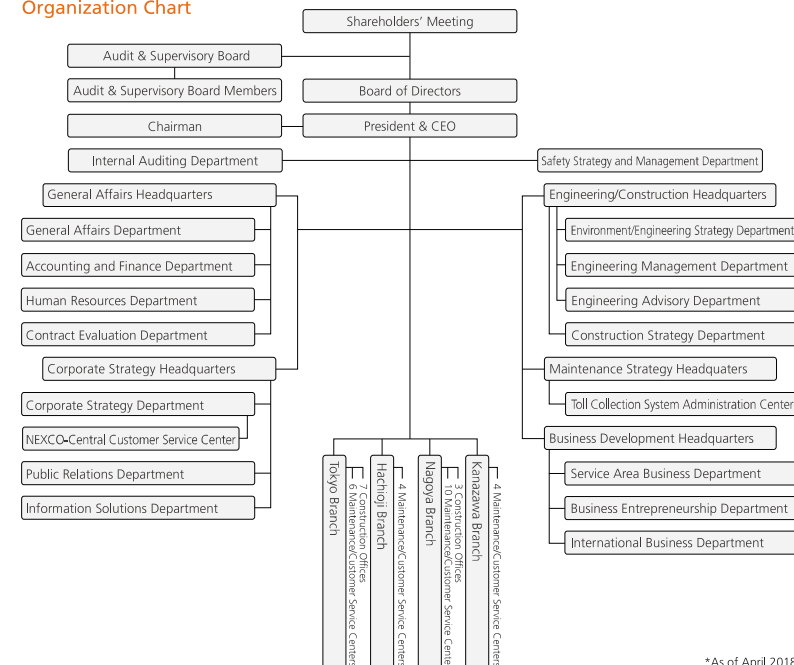 Organization Chart
Shareholders’ Meeting
Audit & Supervisory Board
Audit & Supervisory Board Members
Board of Directors
Chairman
President & CEO
Internal Auditing Department
Safety Strategy and Management Department
General Affairs Headquarters
General Affairs Department
Accounting and Finance Department
Human Resources Department
Contract Evaluation Department
Corporate Strategy Headquarters
Corporate Strategy Department
NEXCO-Central Customer Service Center
Public Relations Department
Information Solutions Department
Engineering/Construction Headquarters
Environment/Engineering Strategy Department
Engineering Management Department
Engineering Advisory Department
Construction Strategy Department
Maintenance Strategy Headquaters
Toll Collection System Administration Center
Business Development Headquarters
Service Area Business Department
Business Entrepreneurship Department
International Business Department
Tokyo Branch
7 Construction Offices
6 Maintenance/Customer Service Centers
Hachioji Branch
4 Maintenance/Customer Service Centers
Nagoya Branch
3 Construction Offices
10 Maintenance/Customer Service Cente
Kanazawa Branch
4 Maintenance/Customer Service Centers
*As of April 2018